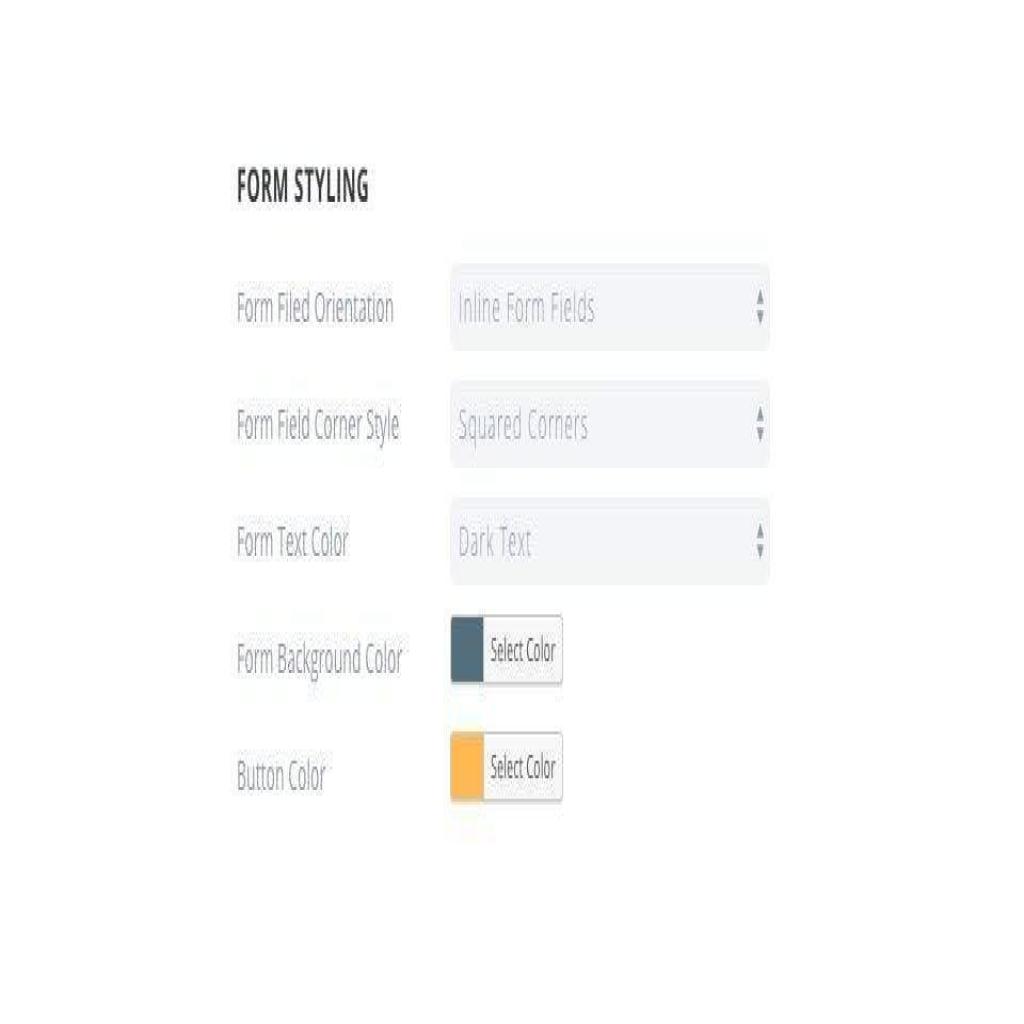 FORM STYLING
Form Filed Orientation
Inline Form Fields
Form Field Corner Style
Squared Corners
Form Text Color
Dark Text
Form Background Color
Select Color
Button Color
Select Color